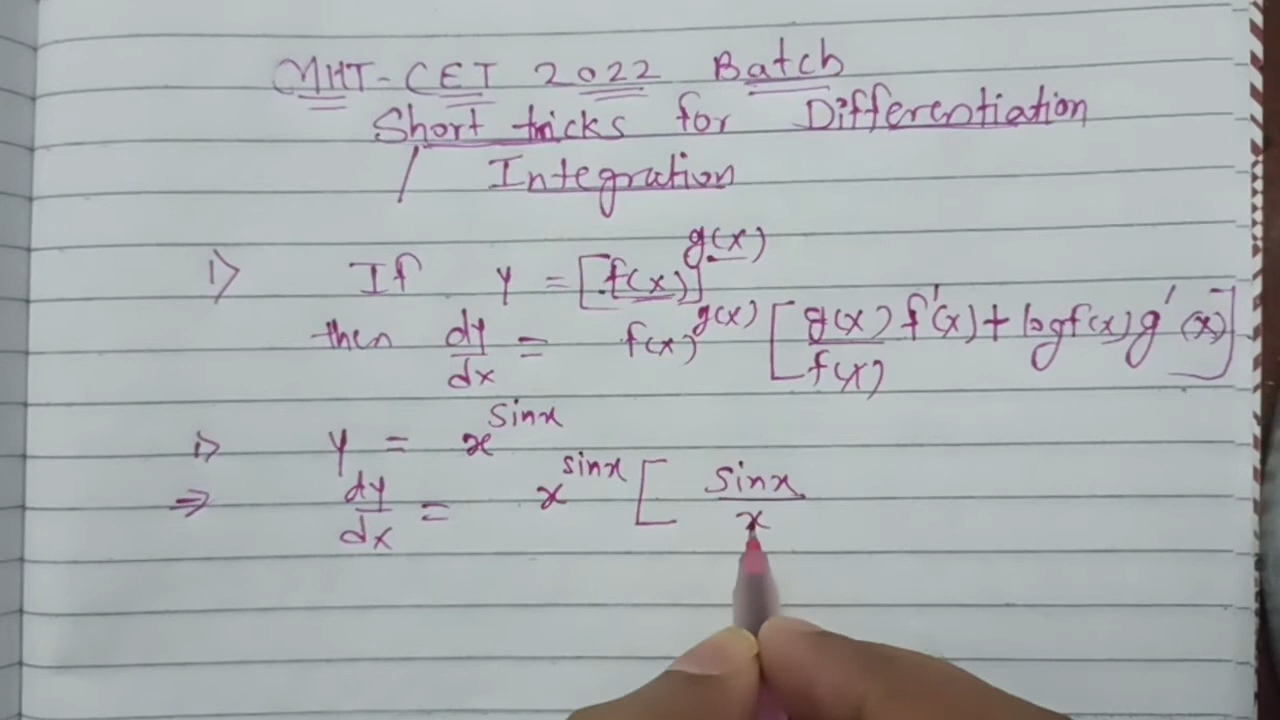 MHT-CET 2022 Batch
Short tricks for Differentiation
/ Integration
1) If y = [f(x)]^g(x)
then dy/dx = f(x)^g(x) [g(x)/f(x) f'(x) + log f(x) g'(x)]
i) y = x^sinx
⇒ dy/dx = x^sinx [ sinx/x